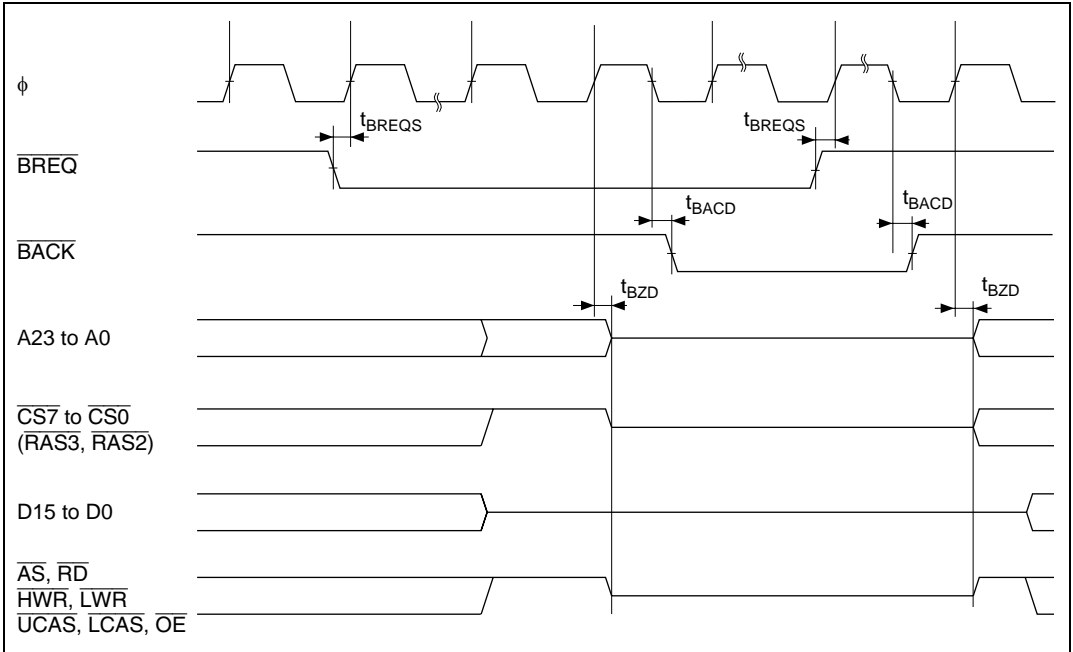 ϕ
tBREQS
tBREQS
BREQ
tBACD
tBACD
BACK
tBZD
tBZD
A23 to A0
CS7 to CS0
(RAS3, RAS2)
D15 to D0
AS, RD
HWR, LWR
UCAS, LCAS, OE